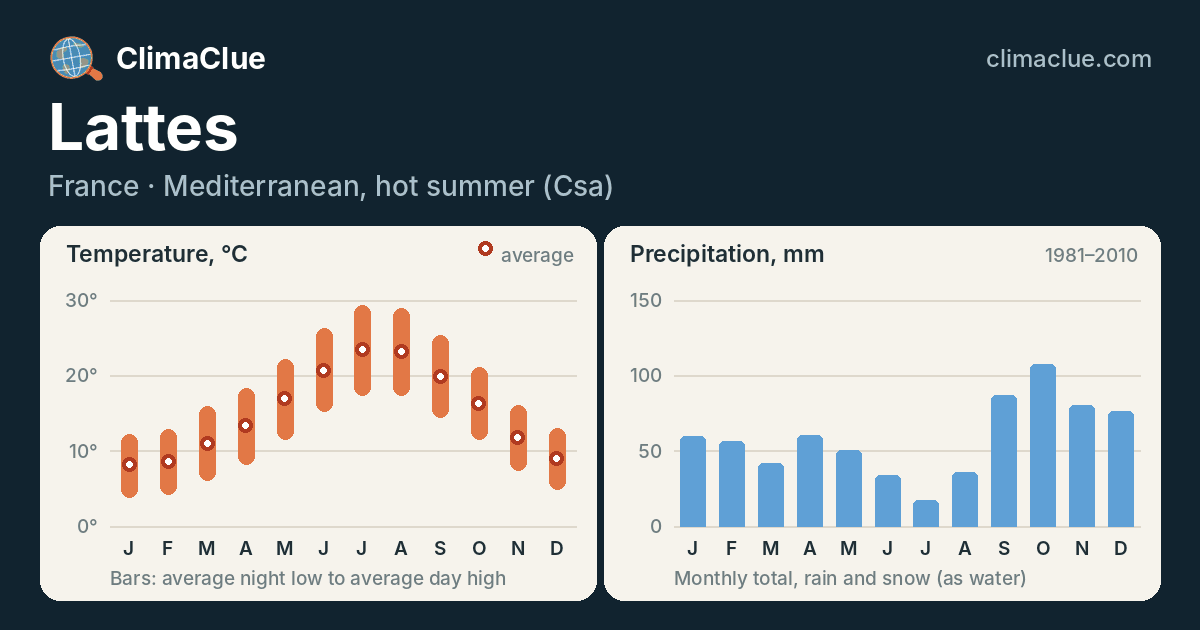 ClimaClue
climaclue.com
Lattes
France · Mediterranean, hot summer (Csa)
Temperature, °C
average
30°
20°
10°
0°
J F M A M J J A S O N D
Bars: average night low to average day high
Precipitation, mm
1981–2010
150
100
50
0
J F M A M J J A S O N D
Monthly total, rain and snow (as water)